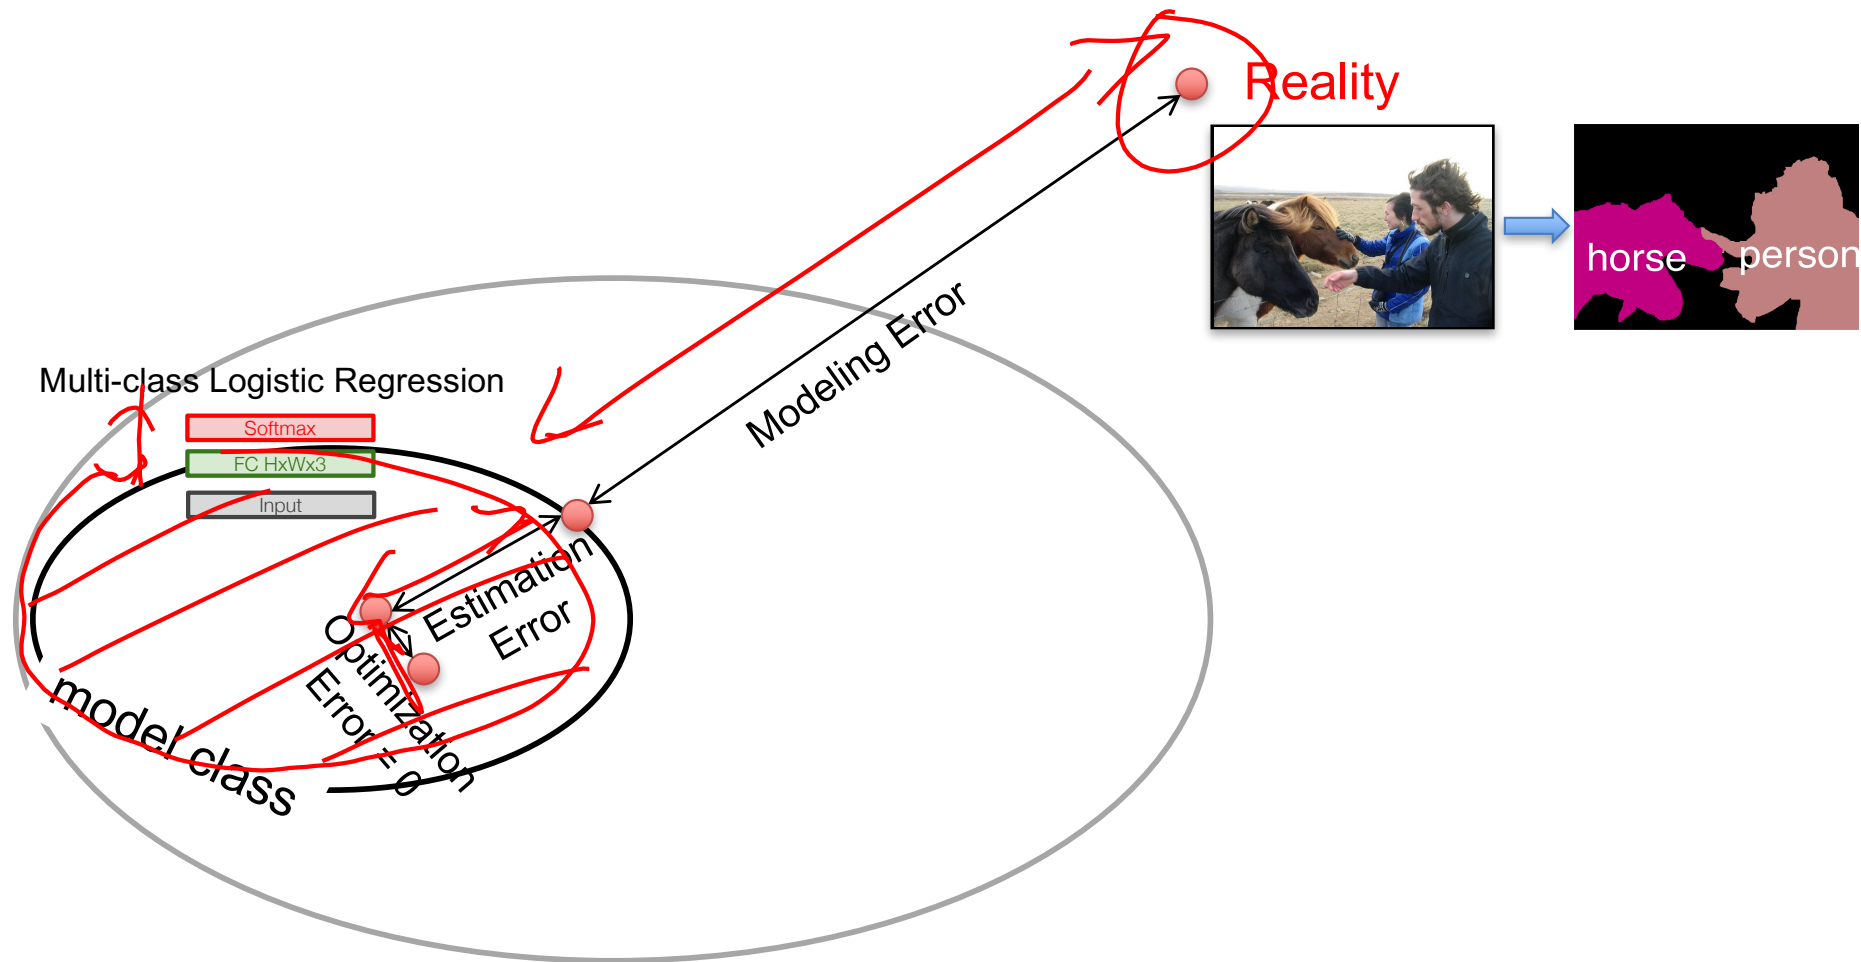 Reality
horse
person
Modeling Error
Multi-class Logistic Regression
Softmax
FC HxWx3
Input
Estimation
Error
Optimization
Error = 0
model class